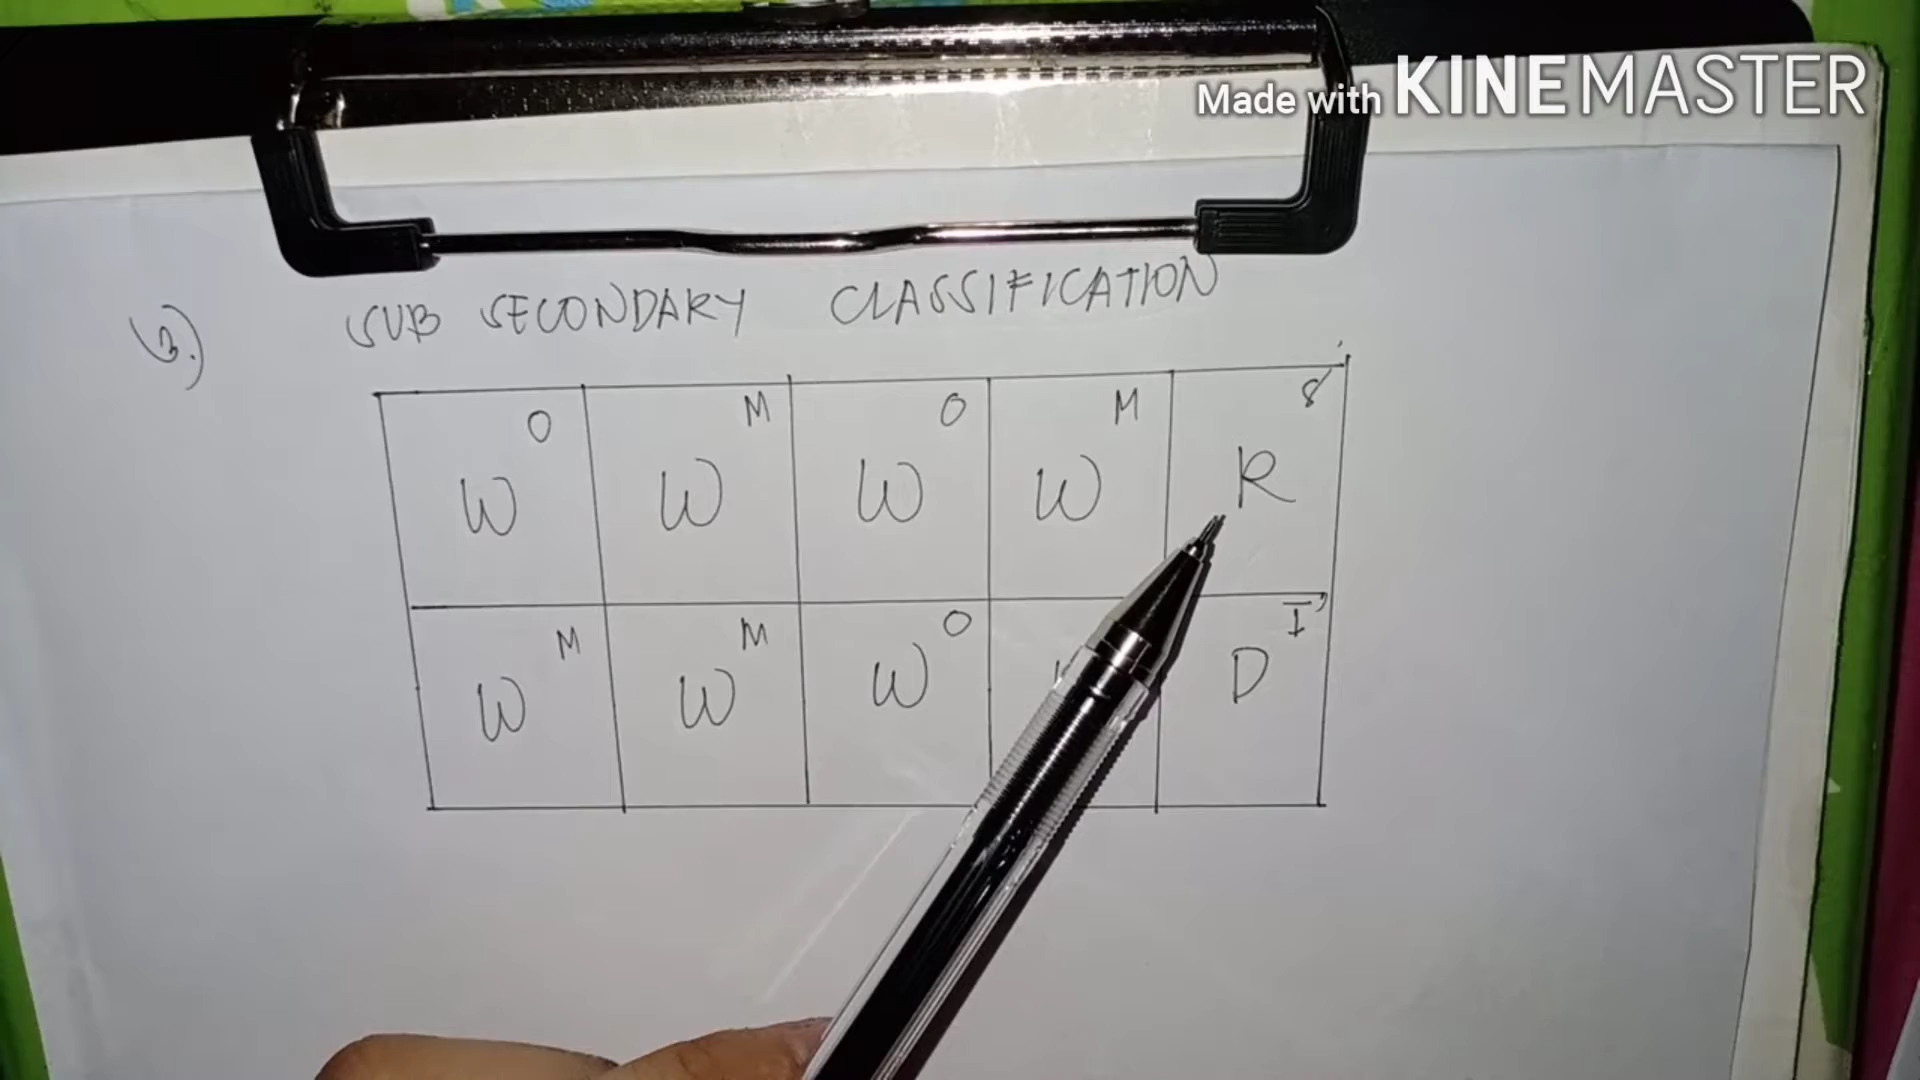 Made with KINEMASTER
3.) SUB SECONDARY CLASSIFICATION
O M O M 8
W W W W R
M M O I
W W W D